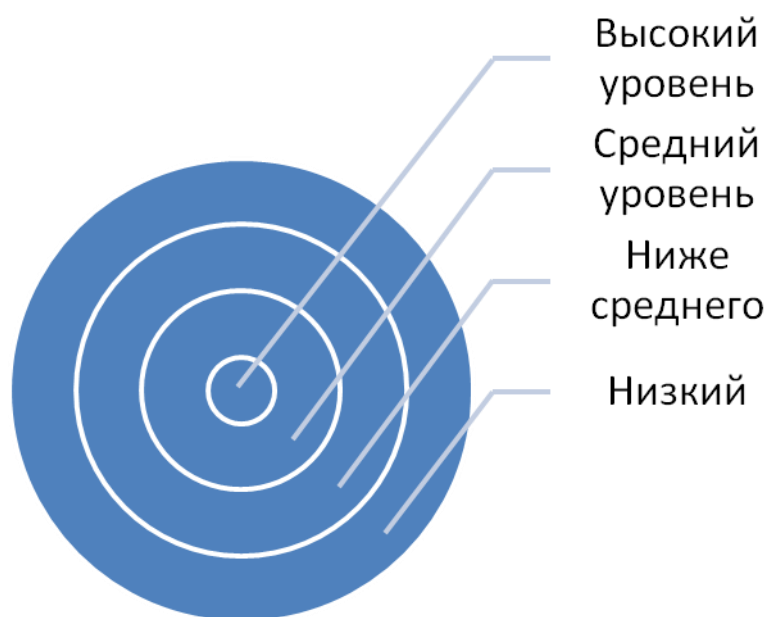 Высокий
уровень
Средний
уровень
Ниже
среднего
Низкий